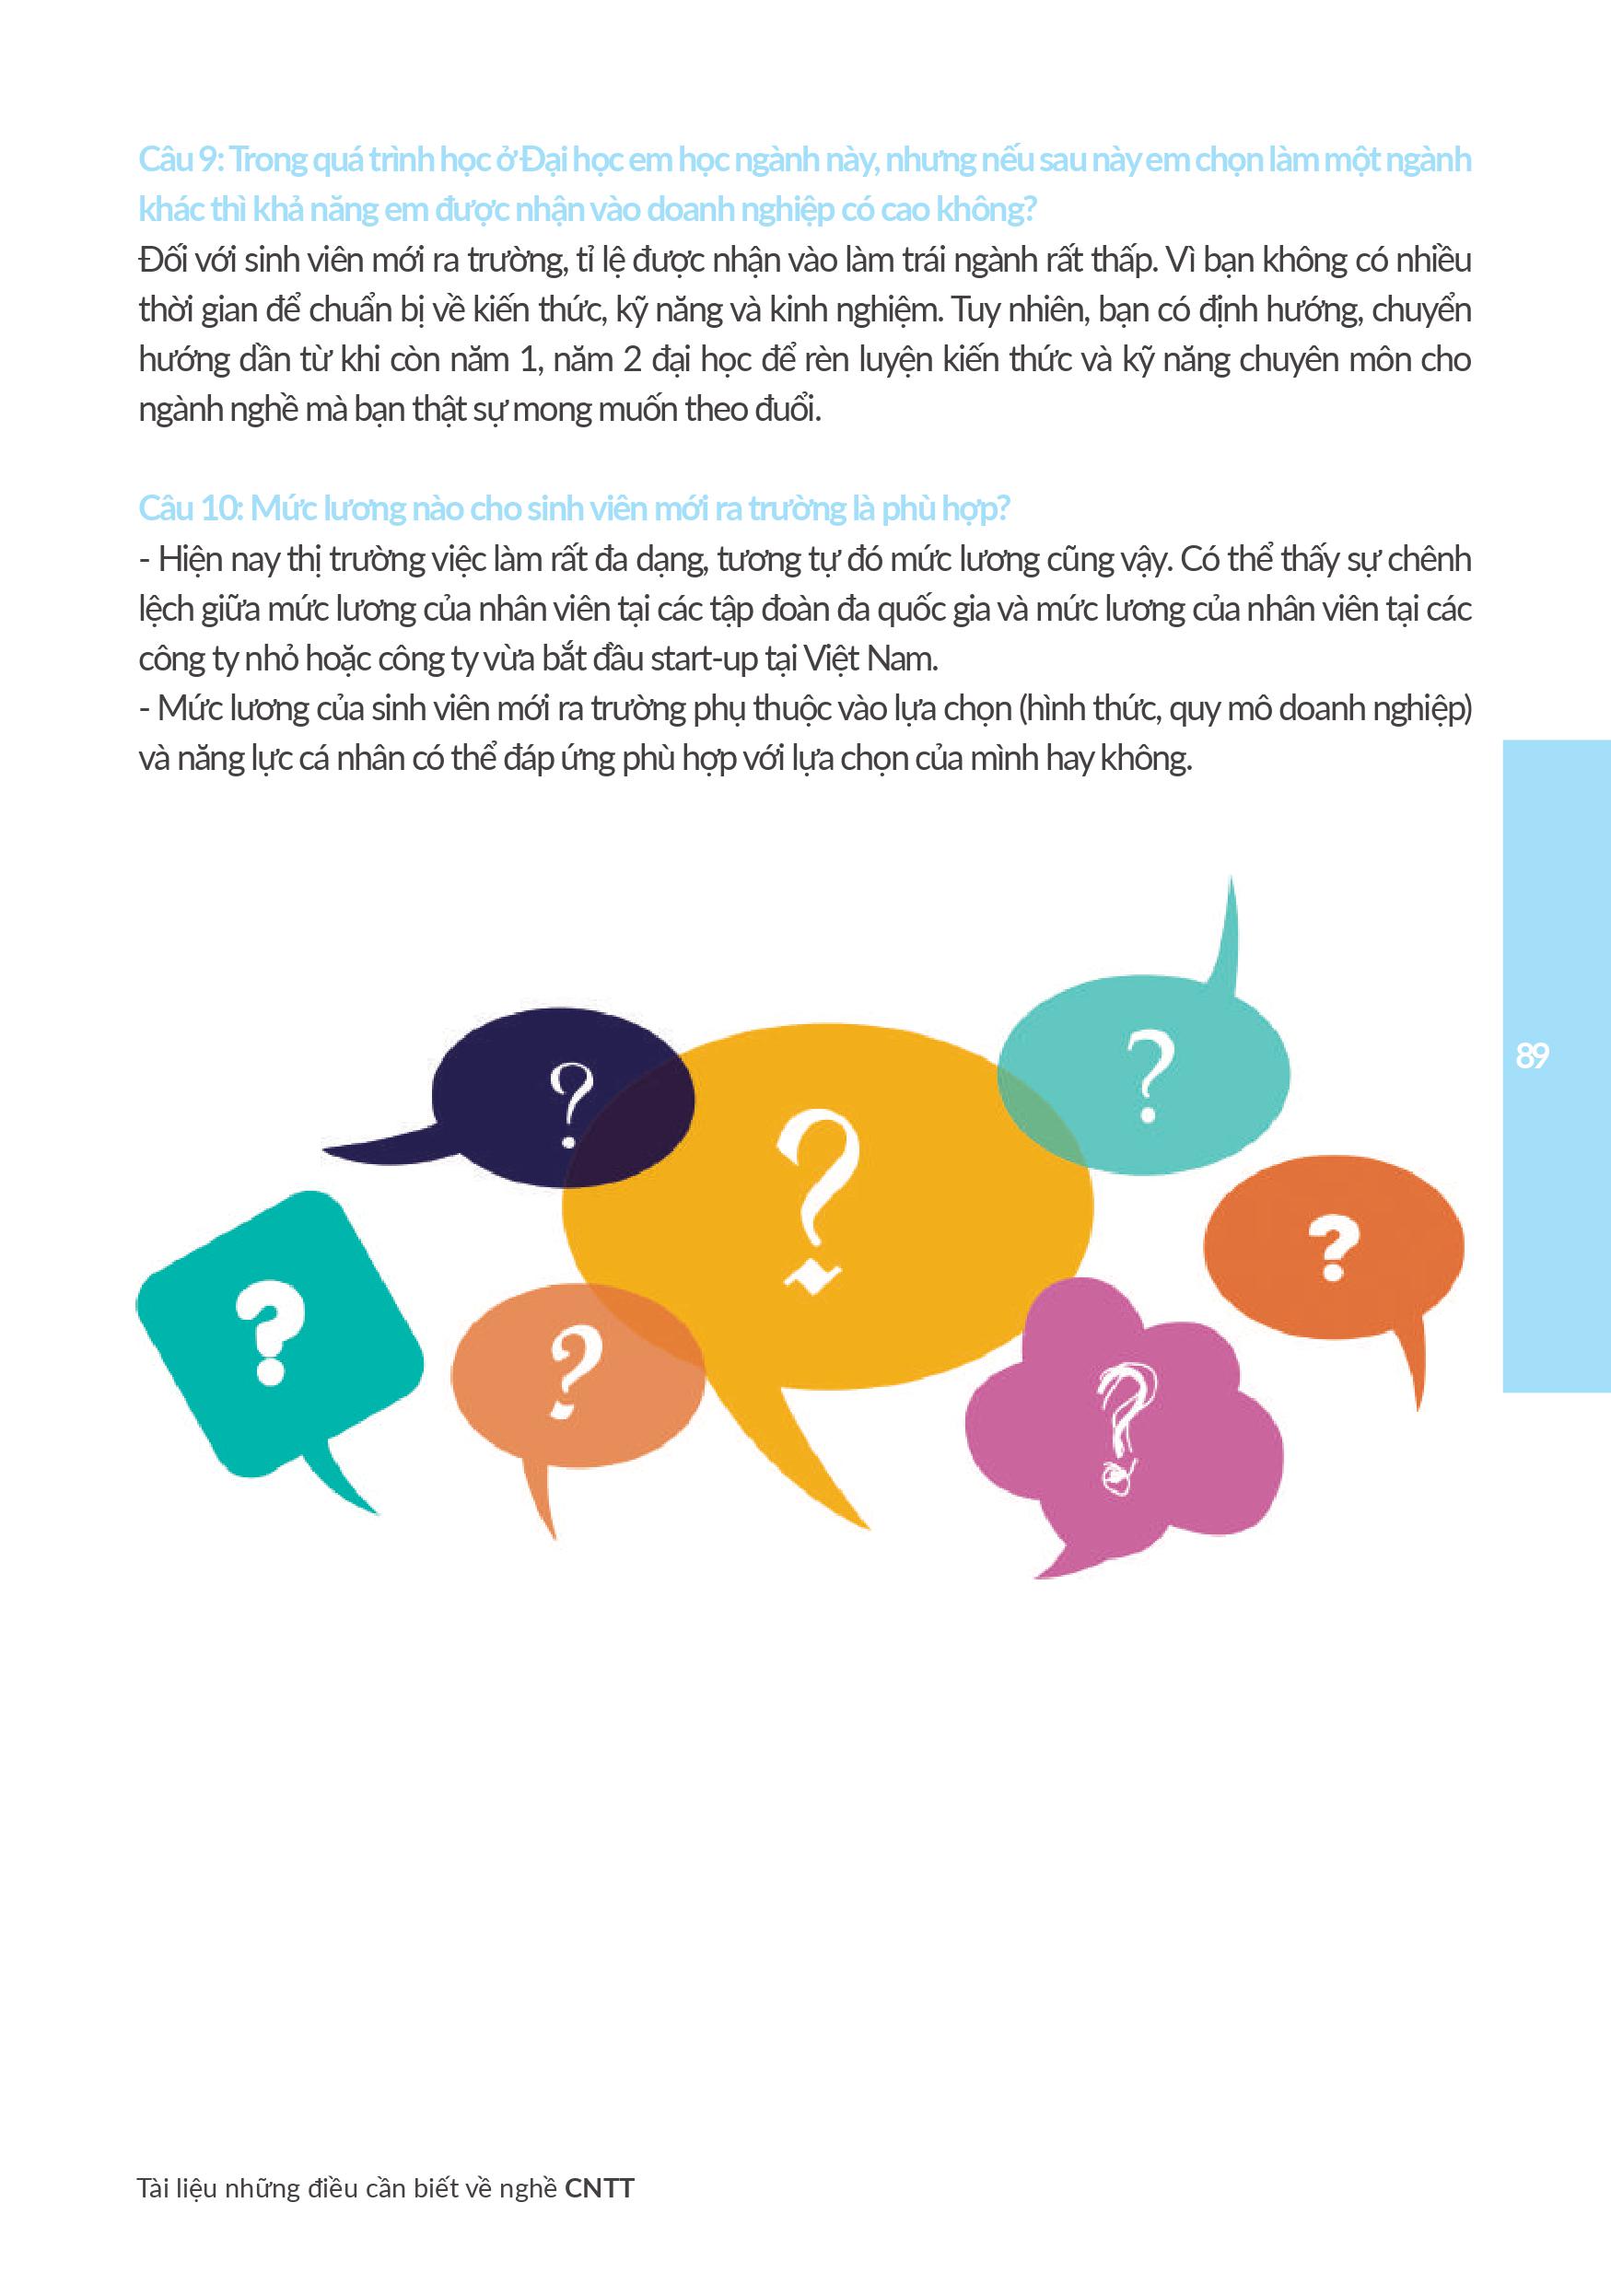 Câu 9: Trong quá trình học ở Đại học em học ngành này, nhưng nếu sau này em chọn làm một ngành
khác thì khả năng em được nhận vào doanh nghiệp có cao không?
Đối với sinh viên mới ra trường, tỉ lệ được nhận vào làm trái ngành rất thấp. Vì bạn không có nhiều
thời gian để chuẩn bị về kiến thức, kỹ năng và kinh nghiệm. Tuy nhiên, bạn có định hướng, chuyển
hướng dần từ khi còn năm 1, năm 2 đại học để rèn luyện kiến thức và kỹ năng chuyên môn cho
ngành nghề mà bạn thật sự mong muốn theo đuổi.
Câu 10: Mức lương nào cho sinh viên mới ra trường là phù hợp?
- Hiện nay thị trường việc làm rất đa dạng, tương tự đó mức lương cũng vậy. Có thể thấy sự chênh
lệch giữa mức lương của nhân viên tại các tập đoàn đa quốc gia và mức lương của nhân viên tại các
công ty nhỏ hoặc công ty vừa bắt đầu start-up tại Việt Nam.
- Mức lương của sinh viên mới ra trường phụ thuộc vào lựa chọn (hình thức, quy mô doanh nghiệp)
và năng lực cá nhân có thể đáp ứng phù hợp với lựa chọn của mình hay không.
89
?
?
?
?
?
?
?
Tài liệu những điều cần biết về nghề CNTT